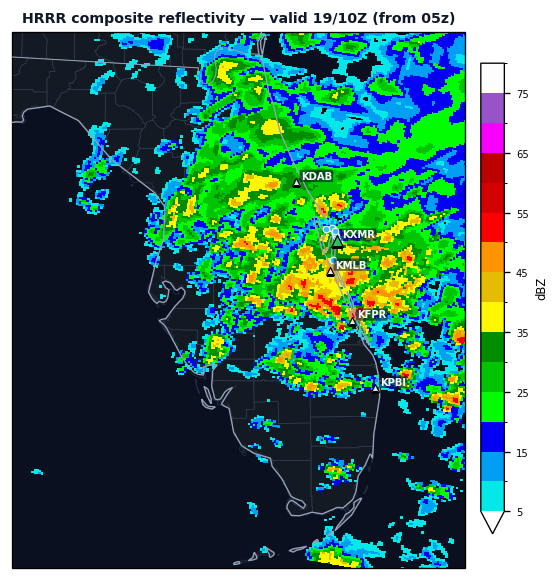 HRRR composite reflectivity — valid 19/10Z (from 05z)
75
65
55
45
35
25
15
5
dBZ
KDAB
KXMR
KMLB
KFPR
KPBI